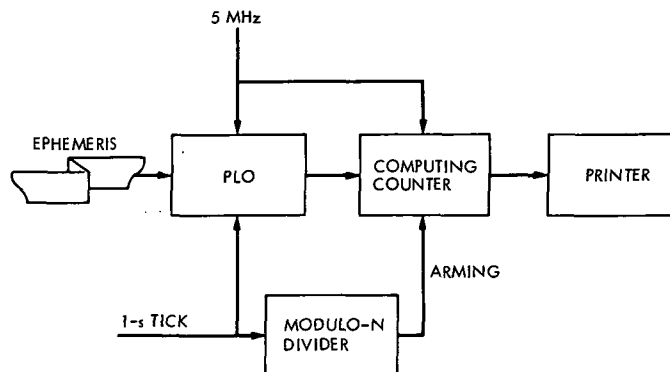 5 MHz
EPHEMERIS
PLO
COMPUTING
COUNTER
PRINTER
ARMING
1-s TICK
MODULO-N
DIVIDER